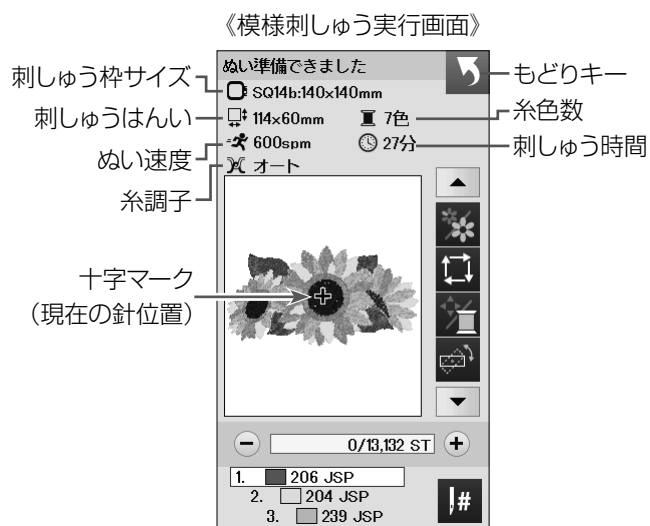 《模様刺しゅう実行画面》
ぬい準備できました
刺しゅう枠サイズ
SQ14b:140×140mm
もどりキー
刺しゅうはんい
114×60mm
7色
糸色数
ぬい速度
600spm
27分
刺しゅう時間
糸調子
オート
十字マーク
（現在の針位置）
0/13,132 ST
1. 206 JSP
2. 204 JSP
3. 239 JSP
#